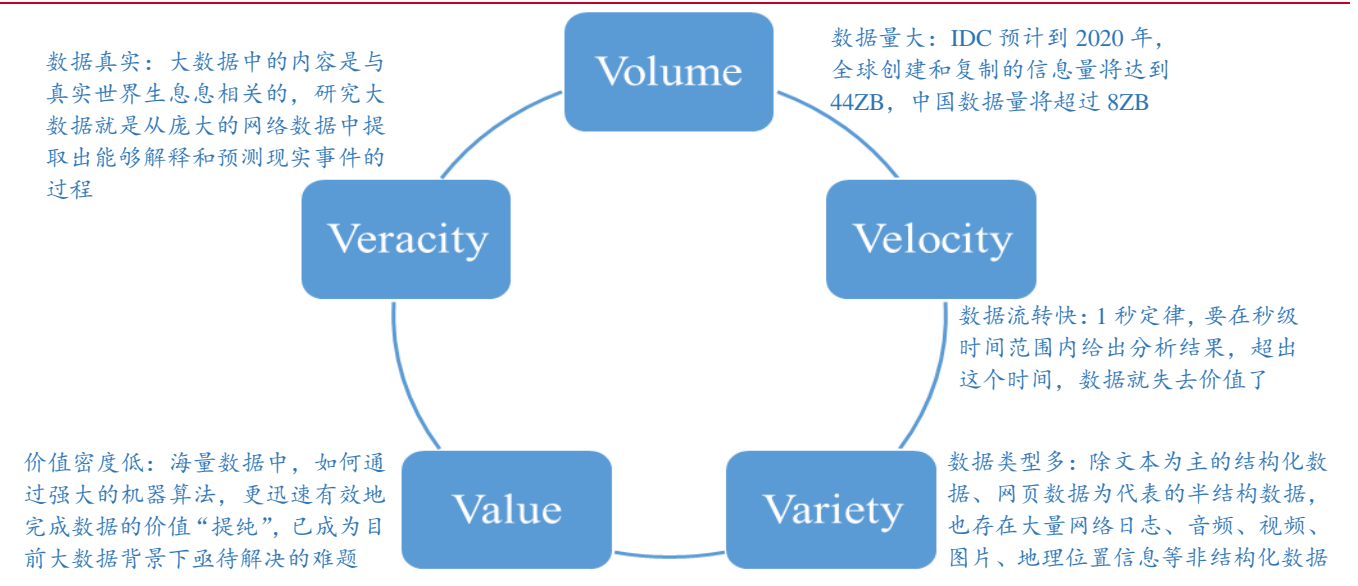 Volume
数据量大：IDC 预计到 2020 年，
全球创建和复制的信息量将达到
44ZB，中国数据量将超过 8ZB
数据真实：大数据中的内容是与
真实世界生息息相关的，研究大
数据就是从庞大的网络数据中提
取出能够解释和预测现实事件的
过程
Veracity
Velocity
数据流转快：1 秒定律，要在秒级
时间范围内给出分析结果，超出
这个时间，数据就失去价值了
价值密度低：海量数据中，如何通
过强大的机器算法，更迅速有效地
完成数据的价值“提纯”，已成为目
前大数据背景下亟待解决的难题
Value
Variety
数据类型多：除文本为主的结构化数
据、网页数据为代表的半结构数据，
也存在大量网络日志、音频、视频、
图片、地理位置信息等非结构化数据